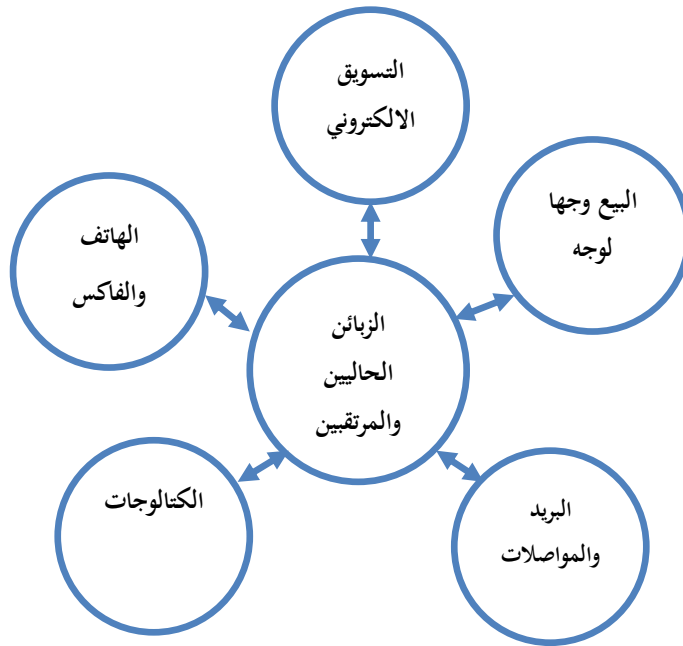 التسويق
الالكتروني
البيع وجها
لوجه
الهاتف
والفاكس
الزبائن
الحاليين
والمرتقبين
الكتالوجات
البريد
والمواصلات